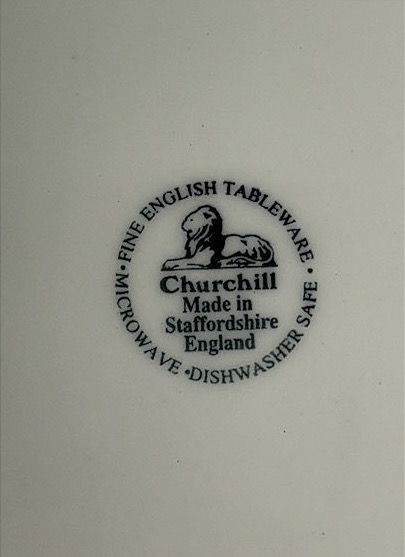 • FINE ENGLISH TABLEWARE •
Churchill
Made in
Staffordshire
England
MICROWAVE • DISHWASHER SAFE